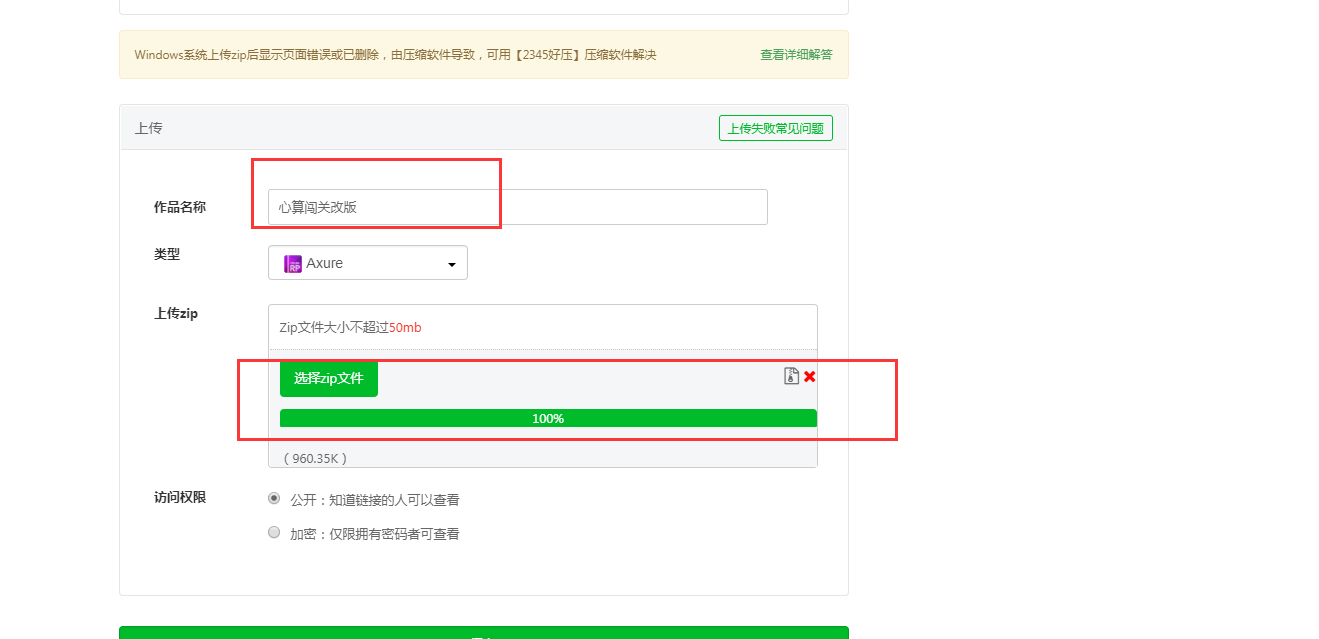 Windows系统上传zip后显示页面错误或已删除，由压缩软件导致，可用【2345好压】压缩软件解决 查看详细解答
上传 上传失败常见问题
作品名称 心算闯关改版
类型 Axure
上传zip Zip文件大小不超过50mb
选择zip文件
100%
（960.35K）
访问权限 公开：知道链接的人可以查看
加密：仅限拥有密码者可查看